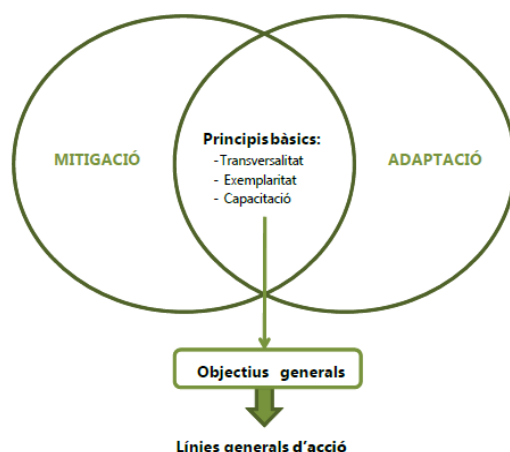 Principis bàsics:
MITIGACIÓ
ADAPTACIÓ
-Transversalitat
- Exemplaritat
- Capacitació
Objectius generals
Línies generals d'acció